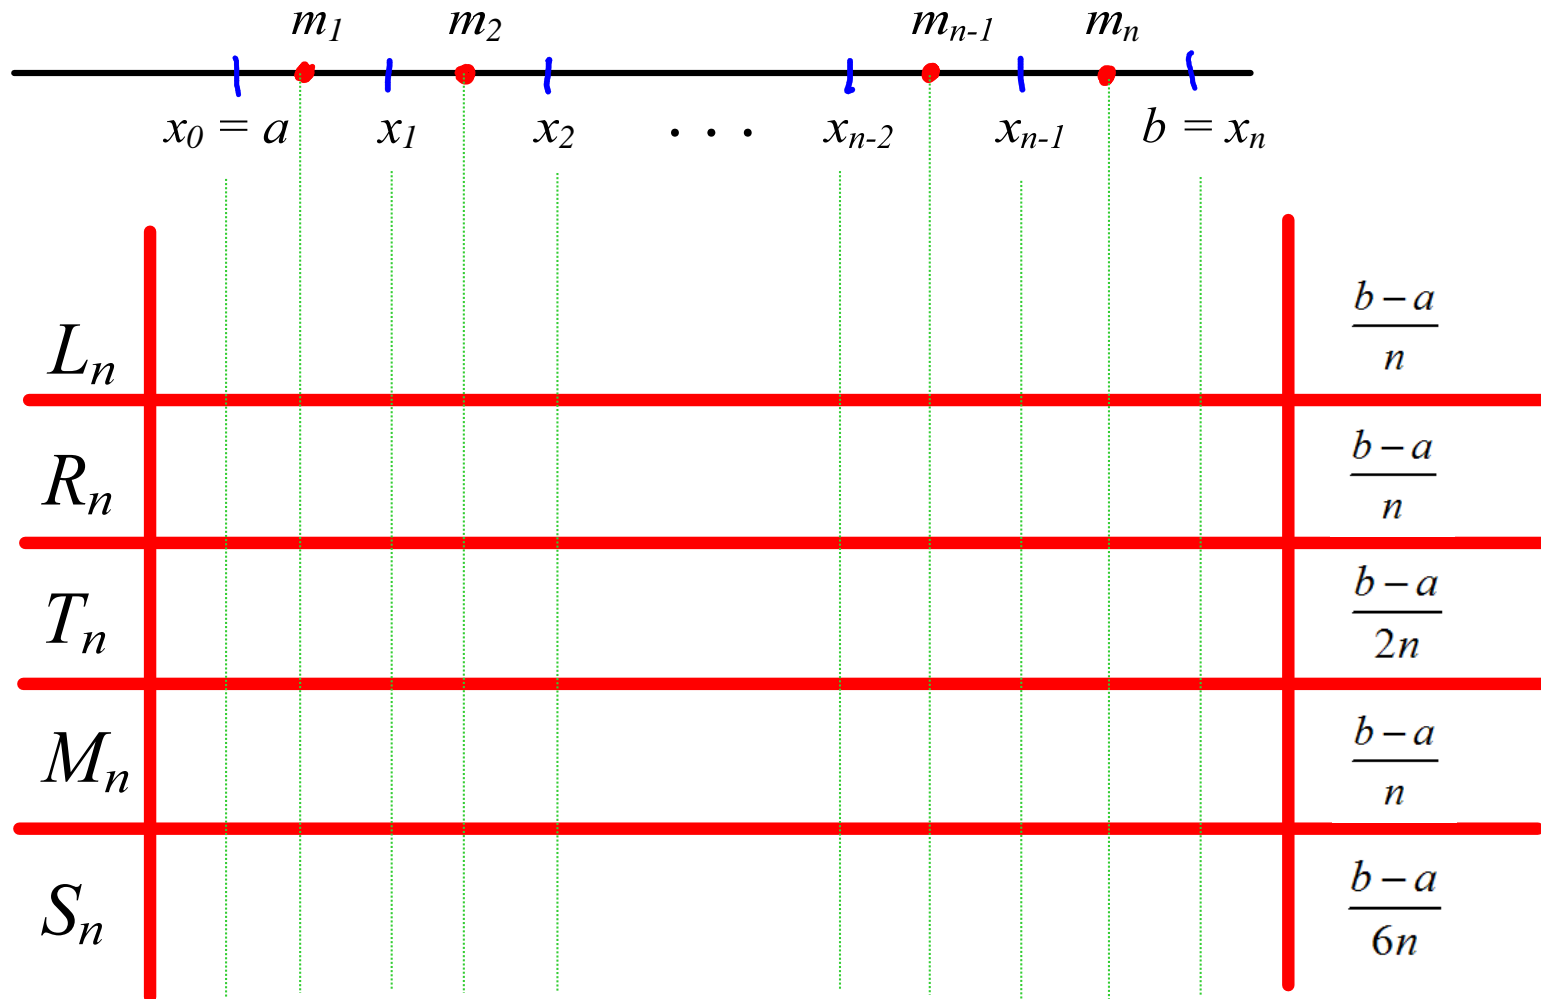 m₁ m₂ mₙ₋₁ mₙ
x₀ = a x₁ x₂ . . . xₙ₋₂ xₙ₋₁ b = xₙ
Lₙ (b − a)/n
Rₙ (b − a)/n
Tₙ (b − a)/2n
Mₙ (b − a)/n
Sₙ (b − a)/6n